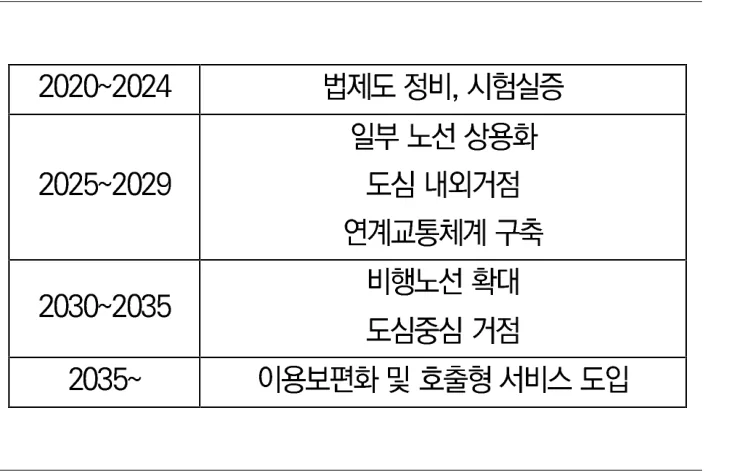 2020~2024 법제도 정비, 시험실증
일부 노선 상용화
2025~2029 도심 내외거점
연계교통체계 구축
비행노선 확대
2030~2035
도심중심 거점
2035~ 이용보편화 및 호출형 서비스 도입